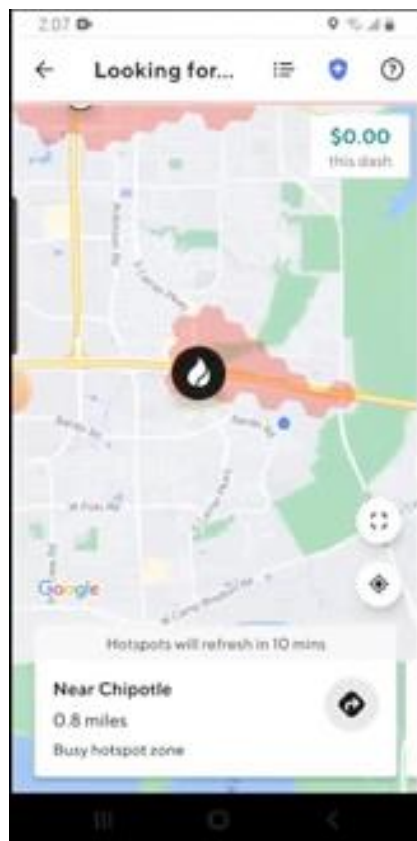 2:07
Looking for...
$0.00
this dash
Google
Hotspots will refresh in 10 mins
Near Chipotle
0.8 miles
Busy hotspot zone